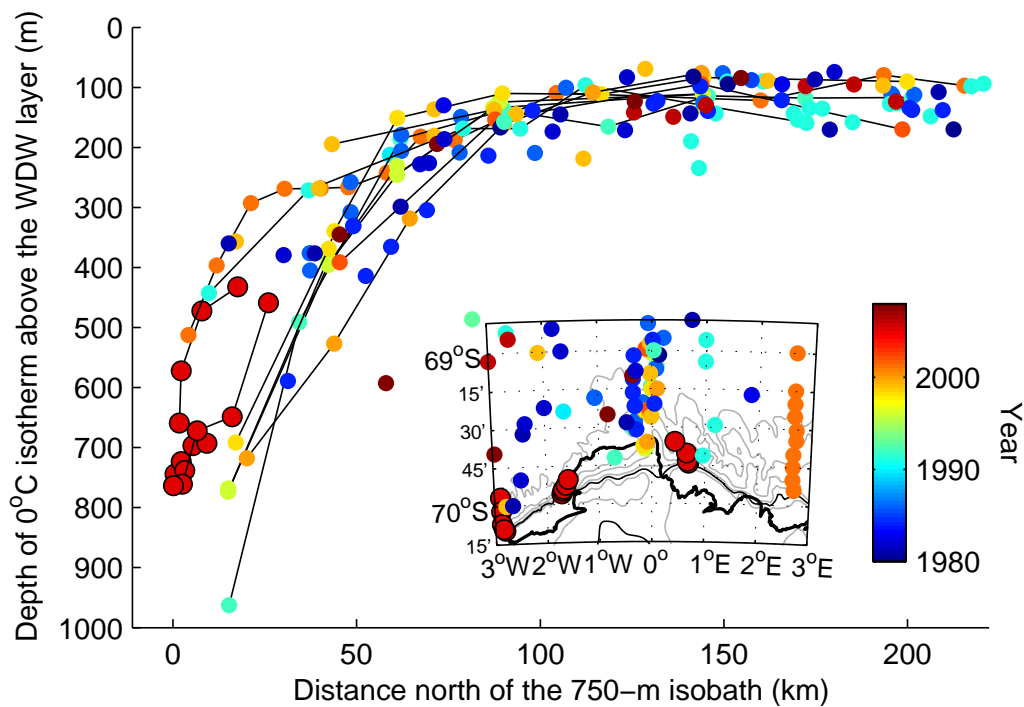 Depth of 0°C isotherm above the WDW layer (m)
0
100
200
300
400
500
600
700
800
900
1000
0
50
100
150
200
Distance north of the 750−m isobath (km)
69°S
30'
45'
70°S
15'
3°W
2°W
1°W
0°
1°E
2°E
3°E
2000
1990
1980
Year